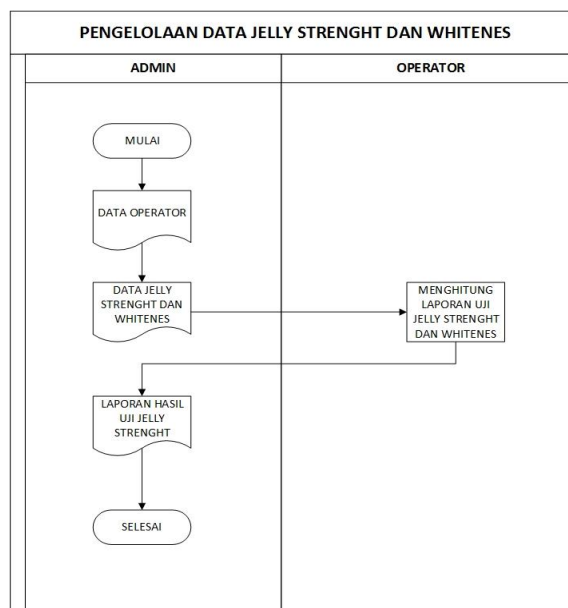 PENGELOLAAN DATA JELLY STRENGHT DAN WHITENES
ADMIN
OPERATOR
MULAI
DATA OPERATOR
DATA JELLY
STRENGHT DAN
WHITENES
MENGHITUNG
LAPORAN UJI
JELLY STRENGHT
DAN WHITENES
LAPORAN HASIL
UJI JELLY
STRENGHT
SELESAI